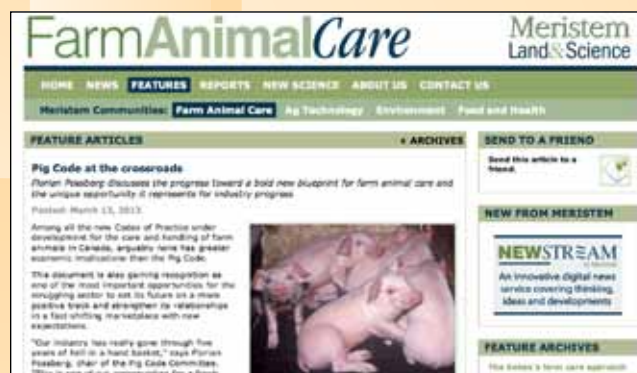 FarmAnimalCare
Meristem
Land & Science
HOME NEWS FEATURES REPORTS NEW SCIENCE ABOUT US CONTACT US
Meristem Communities: Farm Animal Care Ag Technology Environment Food and Health
FEATURE ARTICLES
ARCHIVES
Pig Code at the crossroads
Florian Possberg discusses the progress toward a bold new blueprint for farm animal care and
the unique opportunity it represents for industry progress
Posted: March 13, 2013
Among all the new Codes of Practice under
development for the care and handling of farm
animals in Canada, arguably none has greater
economic implications than the Pig Code.
This document is also gaining recognition as
one of the most important opportunities for the
struggling sector to set its future on a more
positive track and strengthen its relationships
in a fast-shifting marketplace with new
expectations.
"Our industry has really gone through five
years of hell in a hand basket," says Florian
Possberg, chair of the Pig Code Committee.
SEND TO A FRIEND
Send this article to a
friend.
NEW FROM MERISTEM
NEWSTREAM
An innovative digital news
service covering thinking,
ideas and developments
FEATURE ARCHIVES